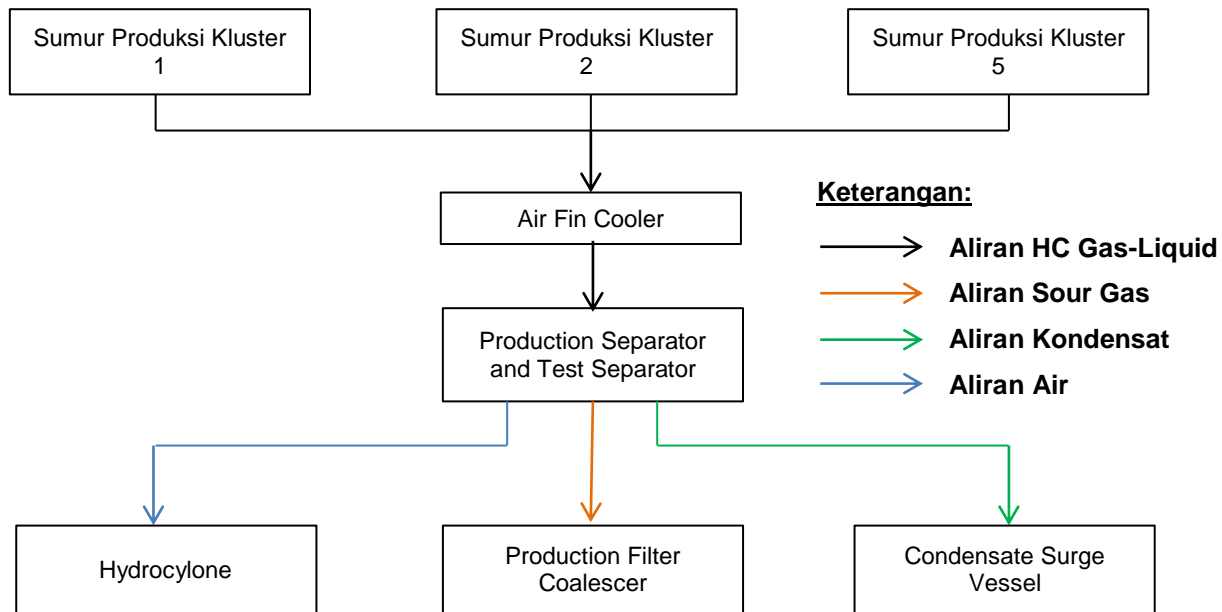 Sumur Produksi Kluster
1
Sumur Produksi Kluster
2
Sumur Produksi Kluster
5
Air Fin Cooler
Keterangan:
Aliran HC Gas-Liquid
Aliran Sour Gas
Aliran Kondensat
Aliran Air
Production Separator
and Test Separator
Hydrocylone
Production Filter
Coalescer
Condensate Surge
Vessel